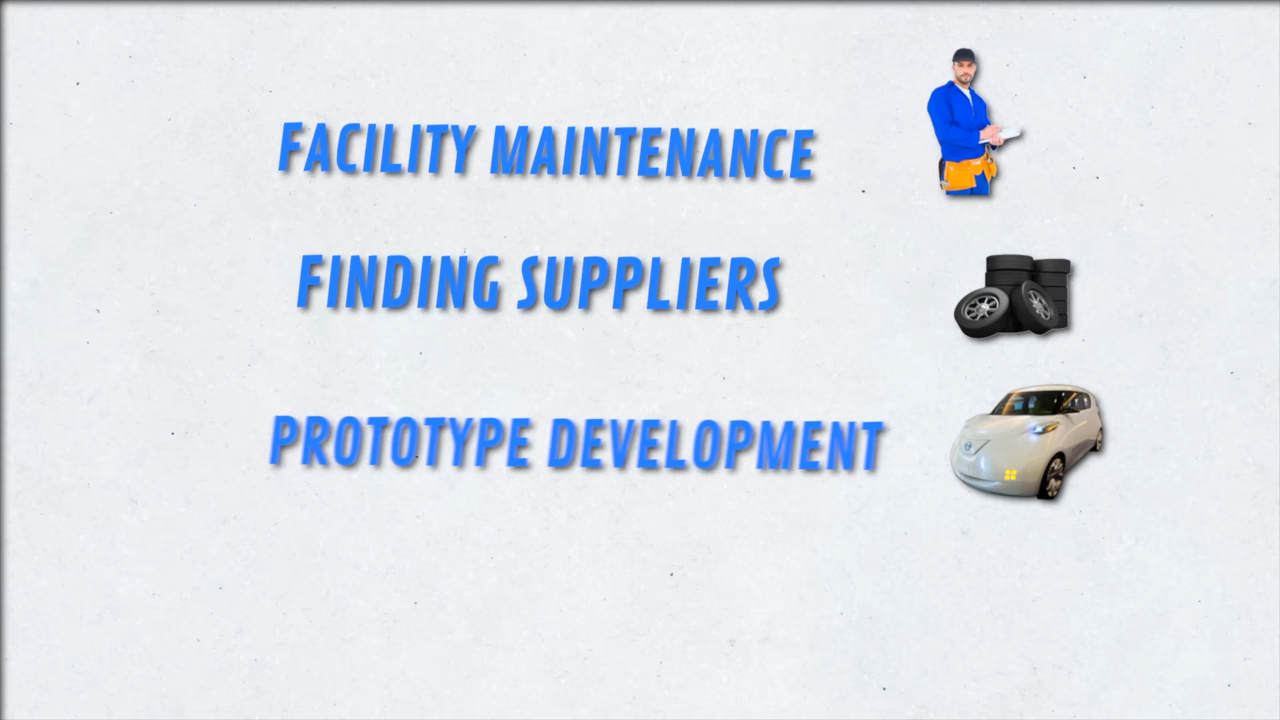 FACILITY MAINTENANCE
FINDING SUPPLIERS
PROTOTYPE DEVELOPMENT